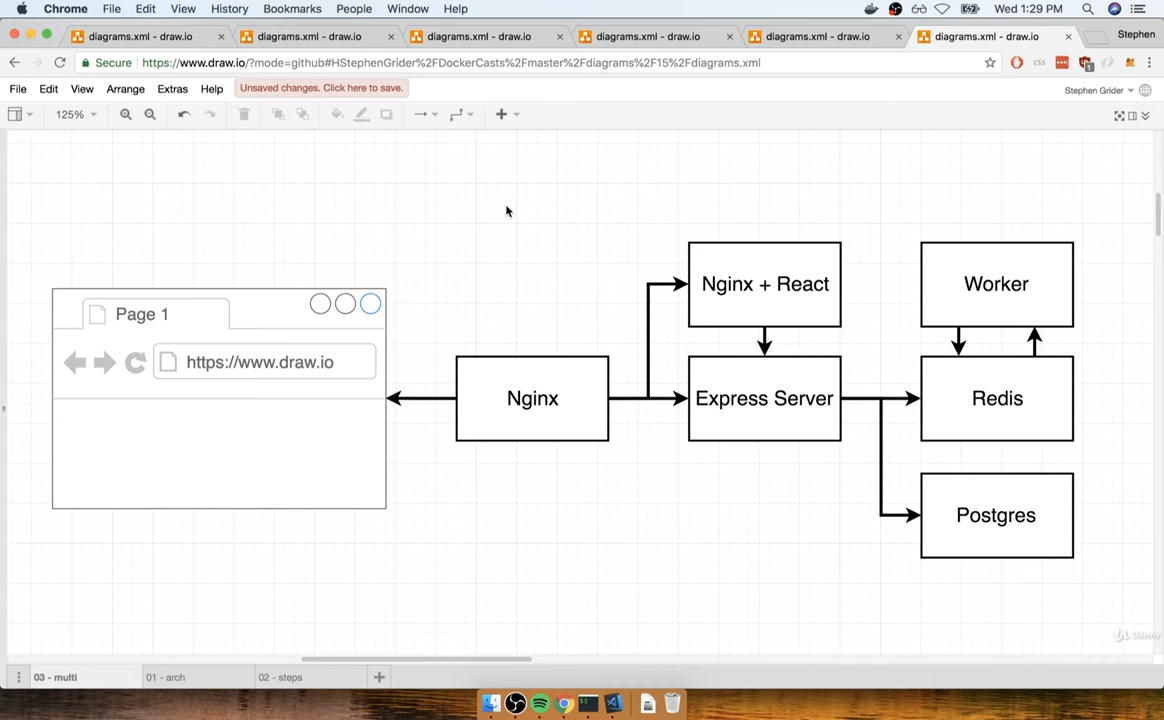 Chrome File Edit View History Bookmarks People Window Help Wed 1:29 PM
diagrams.xml - draw.io diagrams.xml - draw.io diagrams.xml - draw.io diagrams.xml - draw.io diagrams.xml - draw.io diagrams.xml - draw.io Stephen
Secure https://www.draw.io/?mode=github#HStephenGrider%2FDockerCasts%2Fmaster%2Fdiagrams%2F15%2Fdiagrams.xml css 1
File Edit View Arrange Extras Help Unsaved changes. Click here to save. Stephen Grider
125%
Nginx + React Worker
Page 1
https://www.draw.io
Nginx Express Server Redis
Postgres
Udemy
03 - multi 01 - arch 02 - steps